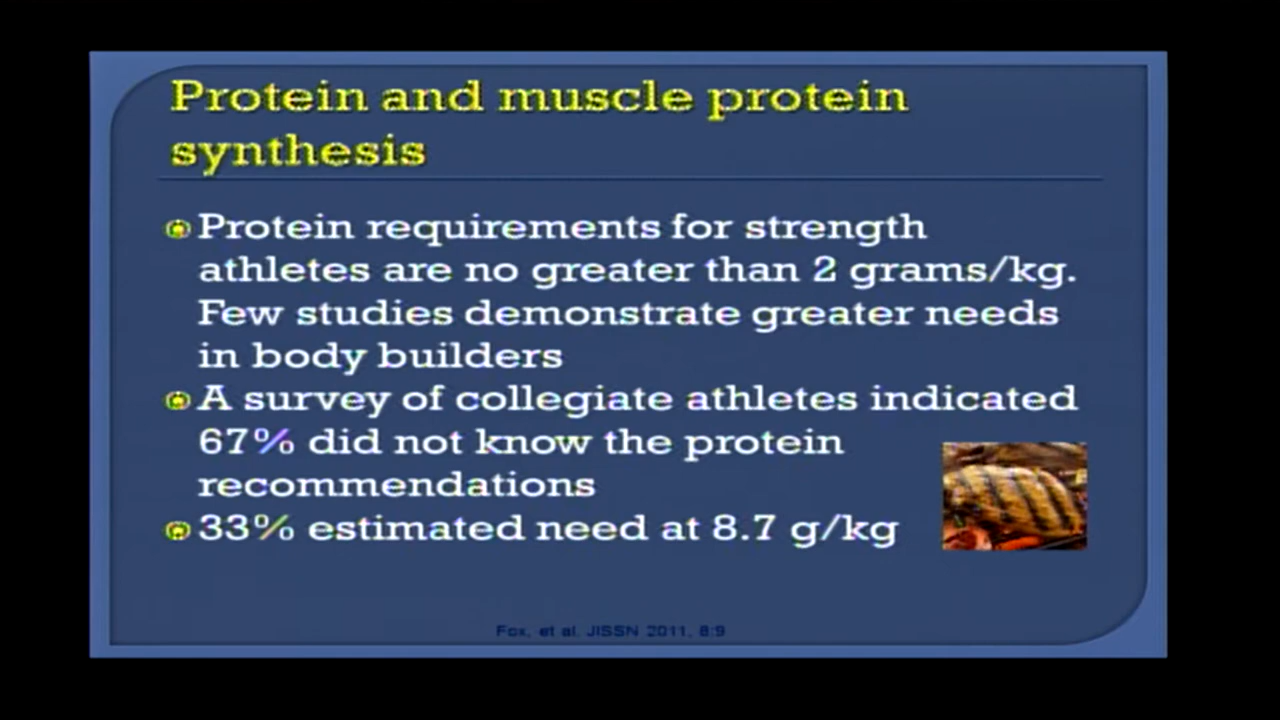 Protein and muscle protein
synthesis
Protein requirements for strength
athletes are no greater than 2 grams/kg.
Few studies demonstrate greater needs
in body builders
A survey of collegiate athletes indicated
67% did not know the protein
recommendations
33% estimated need at 8.7 g/kg
Fox, et al. JISSN 2011, 8:9